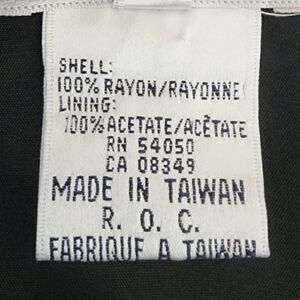 SHELL:
100% RAYON/RAYONNE
LINING:
100% ACETATE/ACÉTATE
RN 54050
CA 08349
MADE IN TAIWAN
R. O. C.
FABRIQUE A TAIWAN